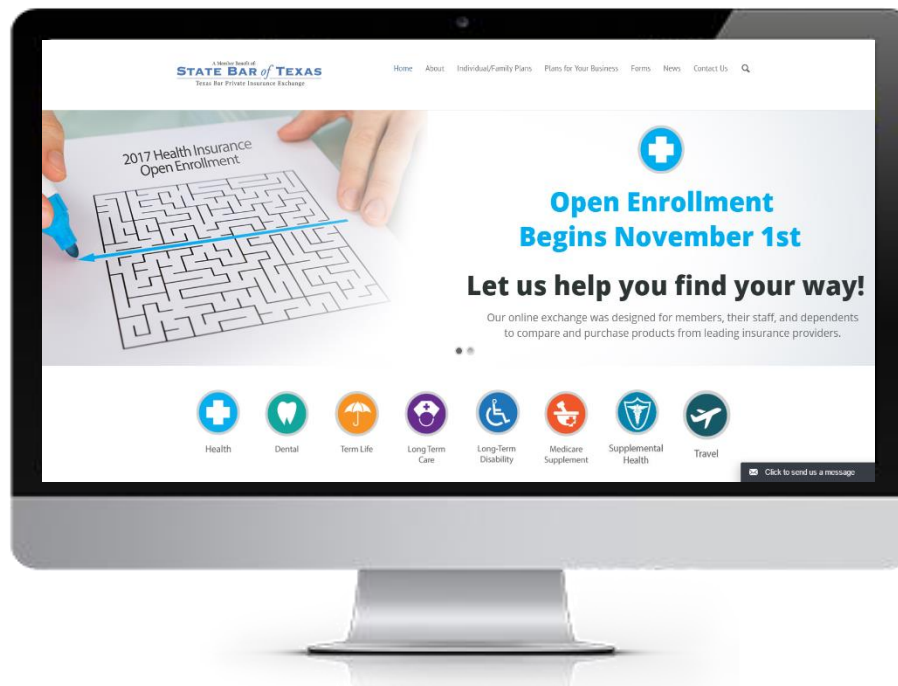 A Member Benefit of:
STATE BAR of TEXAS
Texas Bar Private Insurance Exchange
Home About Individual/Family Plans Plans for Your Business Forms News Contact Us
2017 Health Insurance
Open Enrollment
Open Enrollment
Begins November 1st
Let us help you find your way!
Our online exchange was designed for members, their staff, and dependents
to compare and purchase products from leading insurance providers.
Health
Dental
Term Life
Long Term
Care
Long-Term
Disability
Medicare
Supplement
Supplemental
Health
Travel
Click to send us a message